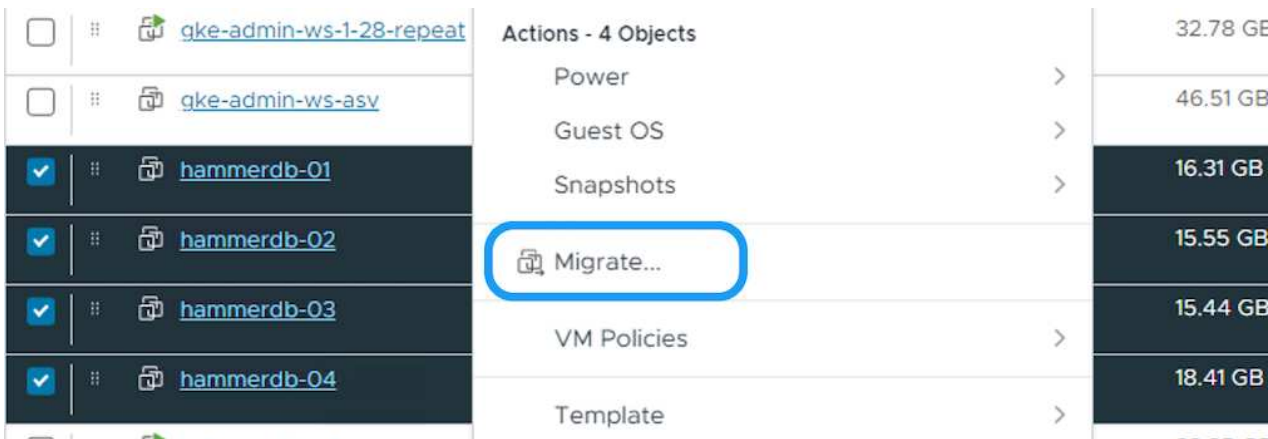 gke-admin-ws-1-28-repeat
gke-admin-ws-asv
hammerdb-01
hammerdb-02
hammerdb-03
hammerdb-04
Actions - 4 Objects
Power
Guest OS
Snapshots
Migrate...
VM Policies
Template
32.78 GB
46.51 GB
16.31 GB
15.55 GB
15.44 GB
18.41 GB